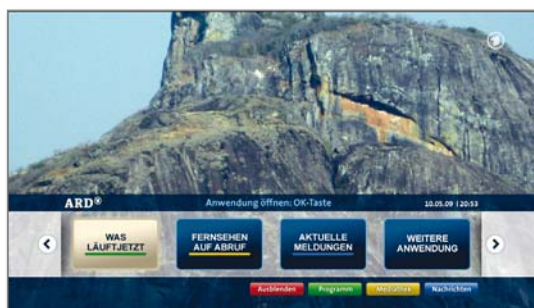 ARD Anwendung öffnen: OK-Taste 10.05.09 | 20:53
WAS
LÄUFTJETZT
FERNSEHEN
AUF ABRUF
AKTUELLE
MELDUNGEN
WEITERE
ANWENDUNG
Ausblenden Programm Mediathek Nachrichten